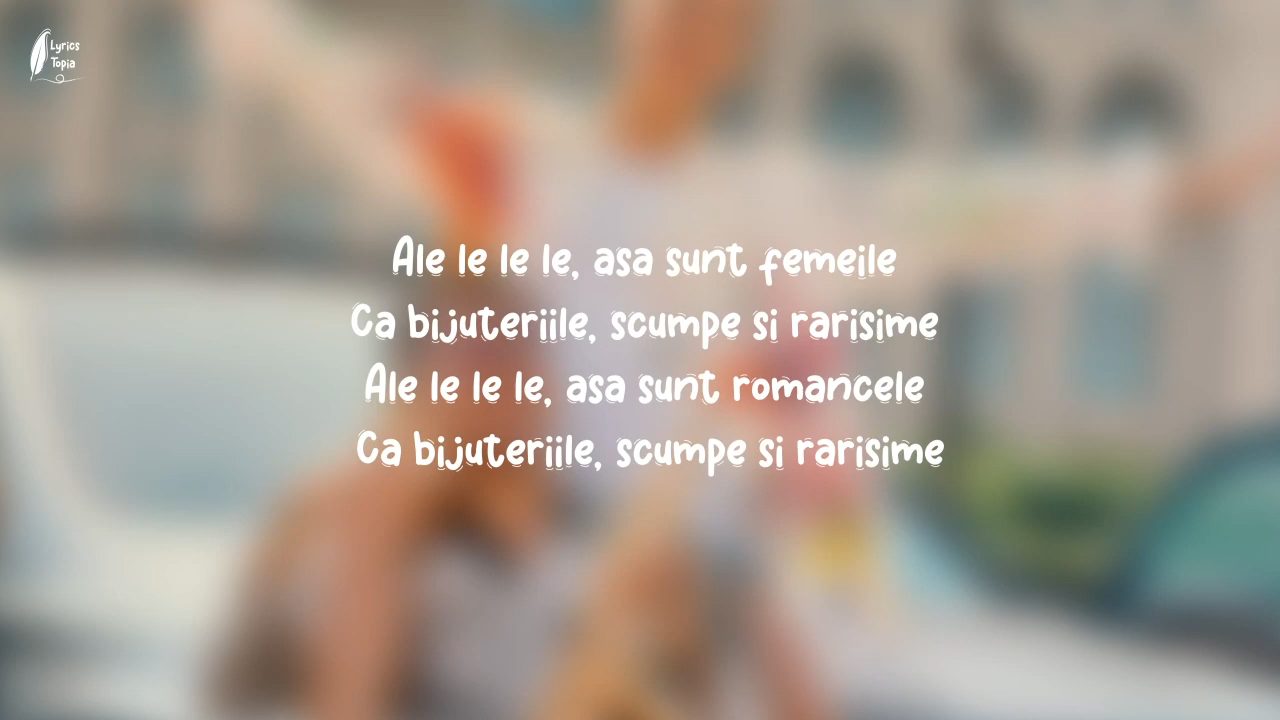 Lyrics
Topia
Ale le le le, asa sunt femeile
Ca bijuteriile, scumpe si rarisime
Ale le le le, asa sunt romancele
Ca bijuteriile, scumpe si rarisime